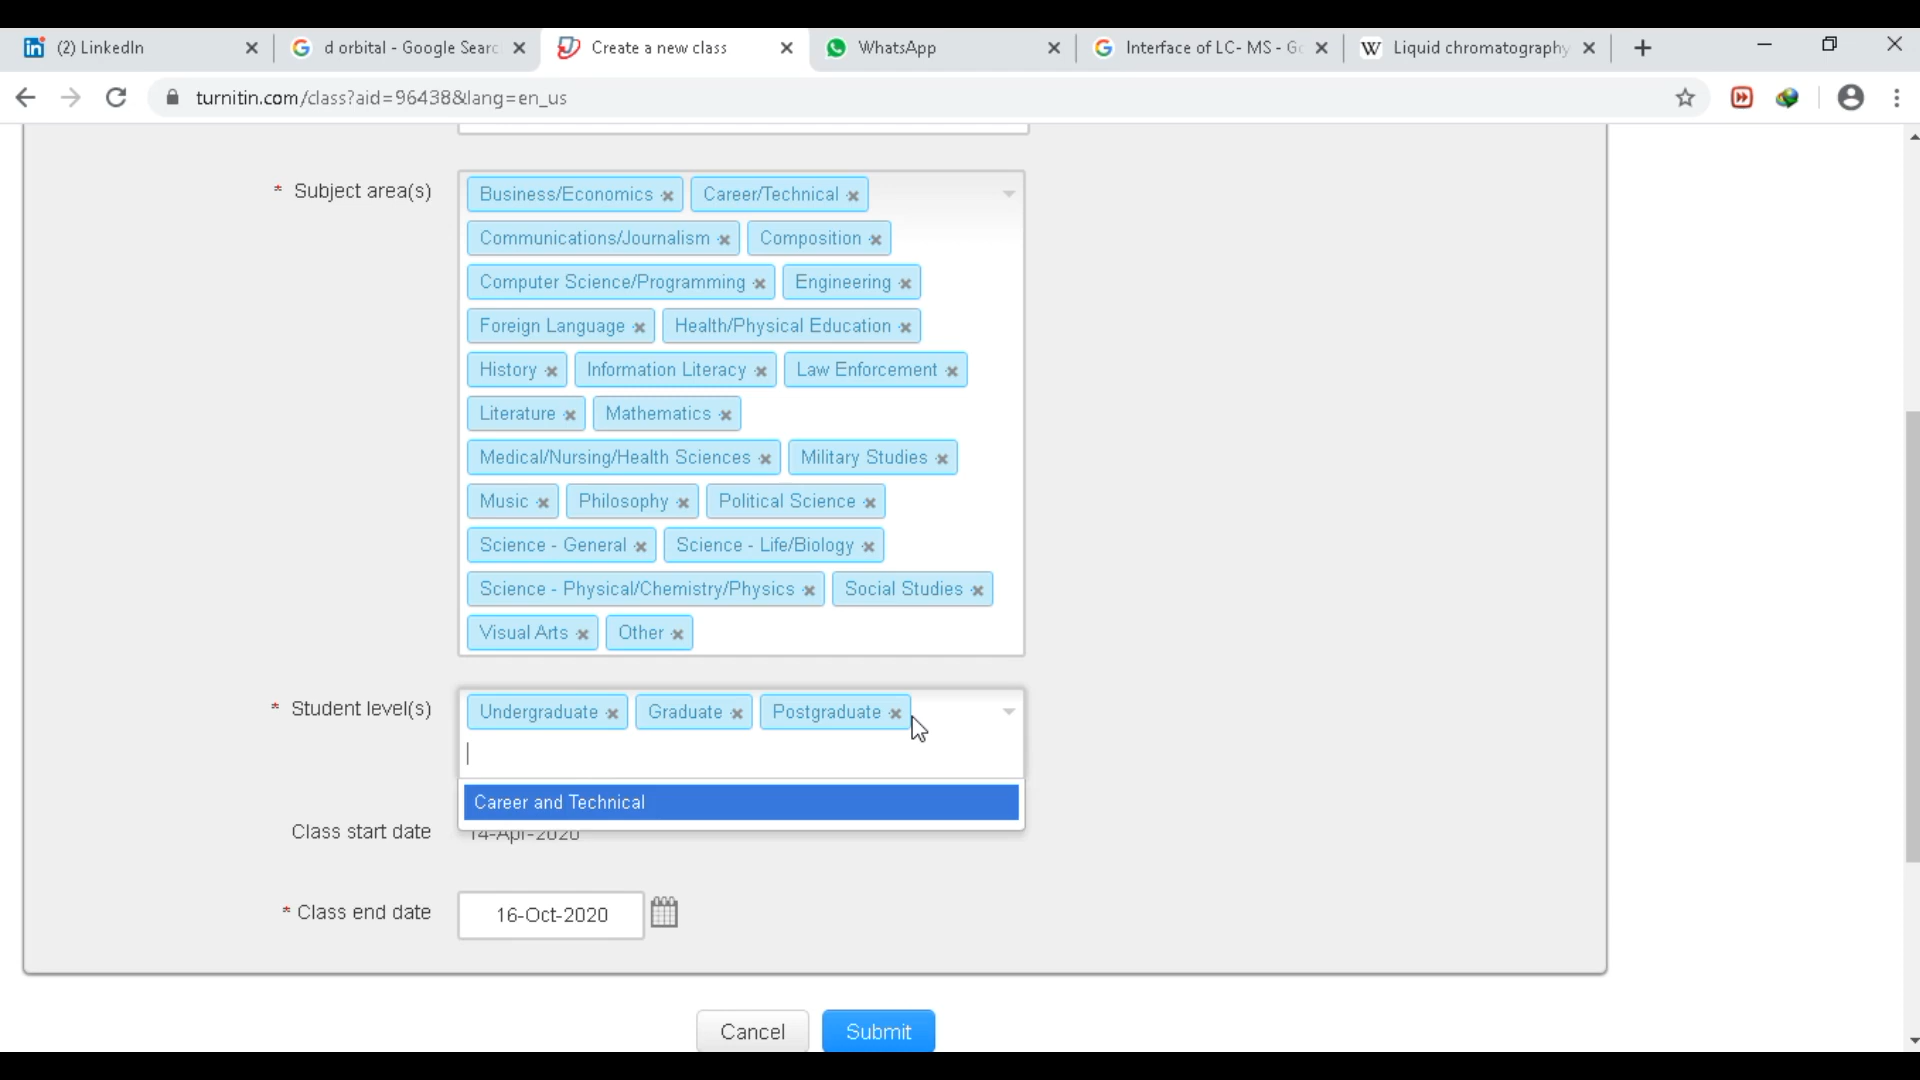 (2) LinkedIn
d orbital - Google Searc
Create a new class
WhatsApp
Interface of LC- MS - Go
Liquid chromatography
turnitin.com/class?aid=96438&lang=en_us
* Subject area(s)
Business/Economics × Career/Technical ×
Communications/Journalism × Composition ×
Computer Science/Programming × Engineering ×
Foreign Language × Health/Physical Education ×
History × Information Literacy × Law Enforcement ×
Literature × Mathematics ×
Medical/Nursing/Health Sciences × Military Studies ×
Music × Philosophy × Political Science ×
Science - General × Science - Life/Biology ×
Science - Physical/Chemistry/Physics × Social Studies ×
Visual Arts × Other ×
* Student level(s)
Undergraduate × Graduate × Postgraduate ×
Career and Technical
Class start date 14-Apr-2020
* Class end date 16-Oct-2020
Cancel Submit